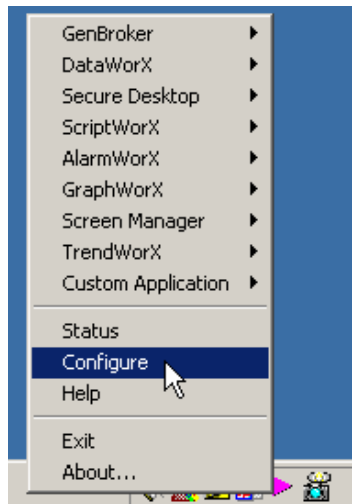 GenBroker
DataWorX
Secure Desktop
ScriptWorX
AlarmWorX
GraphWorX
Screen Manager
TrendWorX
Custom Application
Status
Configure
Help
Exit
About...